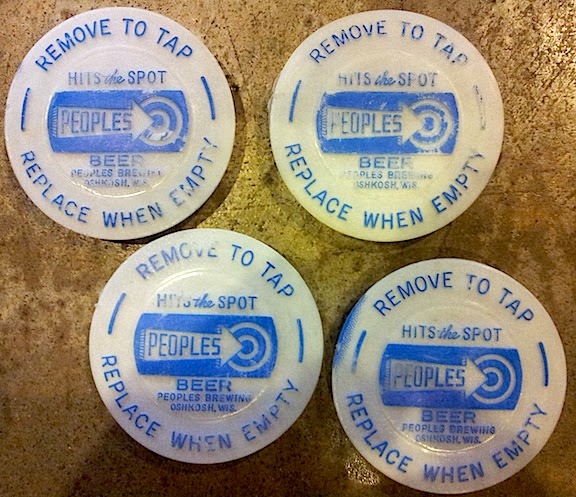 REMOVE TO TAP
HITS the SPOT
PEOPLES
BEER
PEOPLES BREWING
OSHKOSH, WIS.
REPLACE WHEN EMPTY
REMOVE TO TAP
HITS the SPOT
PEOPLES
BEER
PEOPLES BREWING
OSHKOSH, WIS.
REPLACE WHEN EMPTY
REMOVE TO TAP
HITS the SPOT
PEOPLES
BEER
PEOPLES BREWING
OSHKOSH, WIS.
REPLACE WHEN EMPTY
REMOVE TO TAP
HITS the SPOT
PEOPLES
BEER
PEOPLES BREWING
OSHKOSH, WIS.
REPLACE WHEN EMPTY